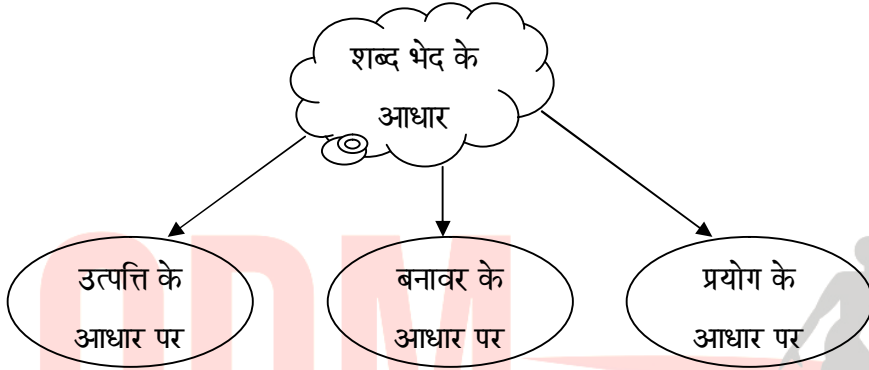 शब्द भेद के
आधार
उत्पत्ति के
आधार पर
बनावर के
आधार पर
प्रयोग के
आधार पर